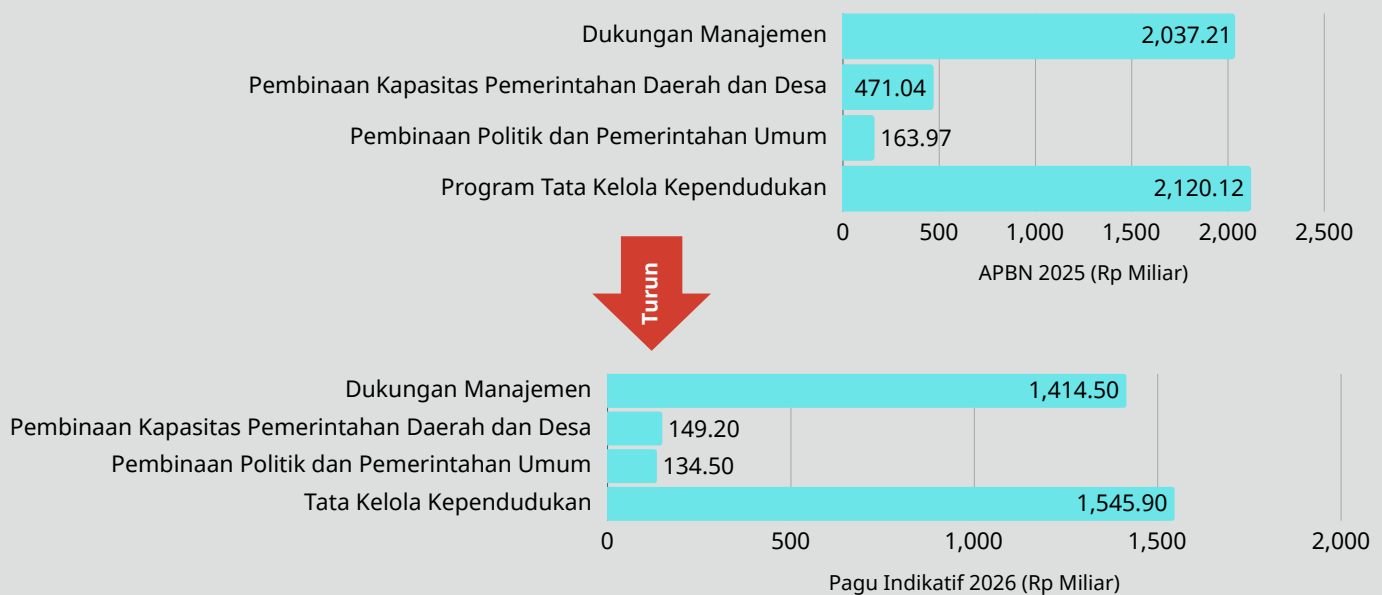 Dukungan Manajemen 2,037.21
Pembinaan Kapasitas Pemerintahan Daerah dan Desa 471.04
Pembinaan Politik dan Pemerintahan Umum 163.97
Program Tata Kelola Kependudukan 2,120.12
0 500 1,000 1,500 2,000 2,500
APBN 2025 (Rp Miliar)
Turun
Dukungan Manajemen 1,414.50
Pembinaan Kapasitas Pemerintahan Daerah dan Desa 149.20
Pembinaan Politik dan Pemerintahan Umum 134.50
Tata Kelola Kependudukan 1,545.90
0 500 1,000 1,500 2,000
Pagu Indikatif 2026 (Rp Miliar)